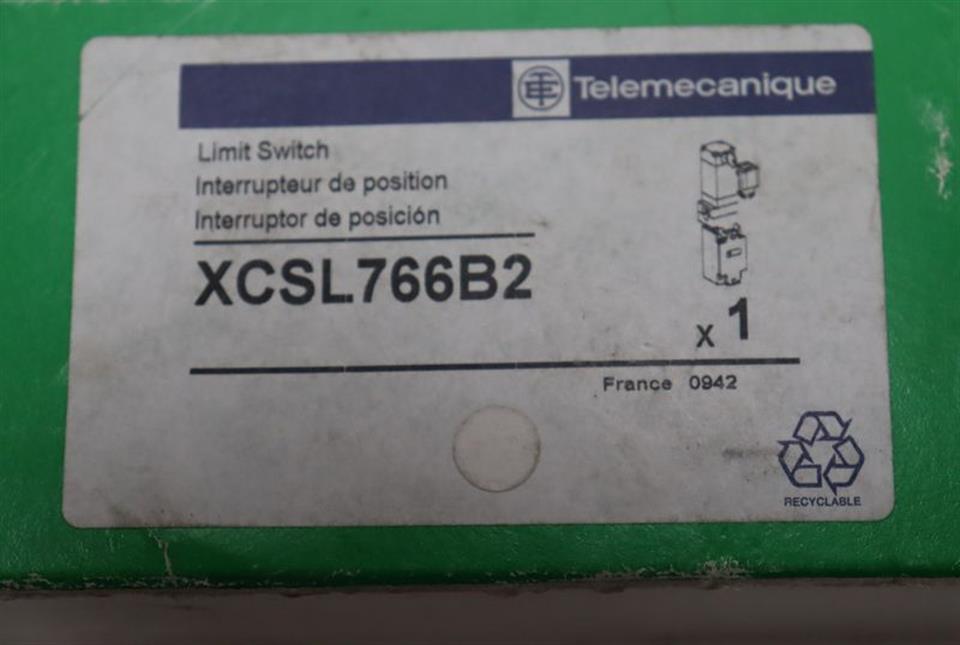 Telemecanique
Limit Switch
Interrupteur de position
Interruptor de posición
XCSL766B2
x 1
France 0942
RECYCLABLE